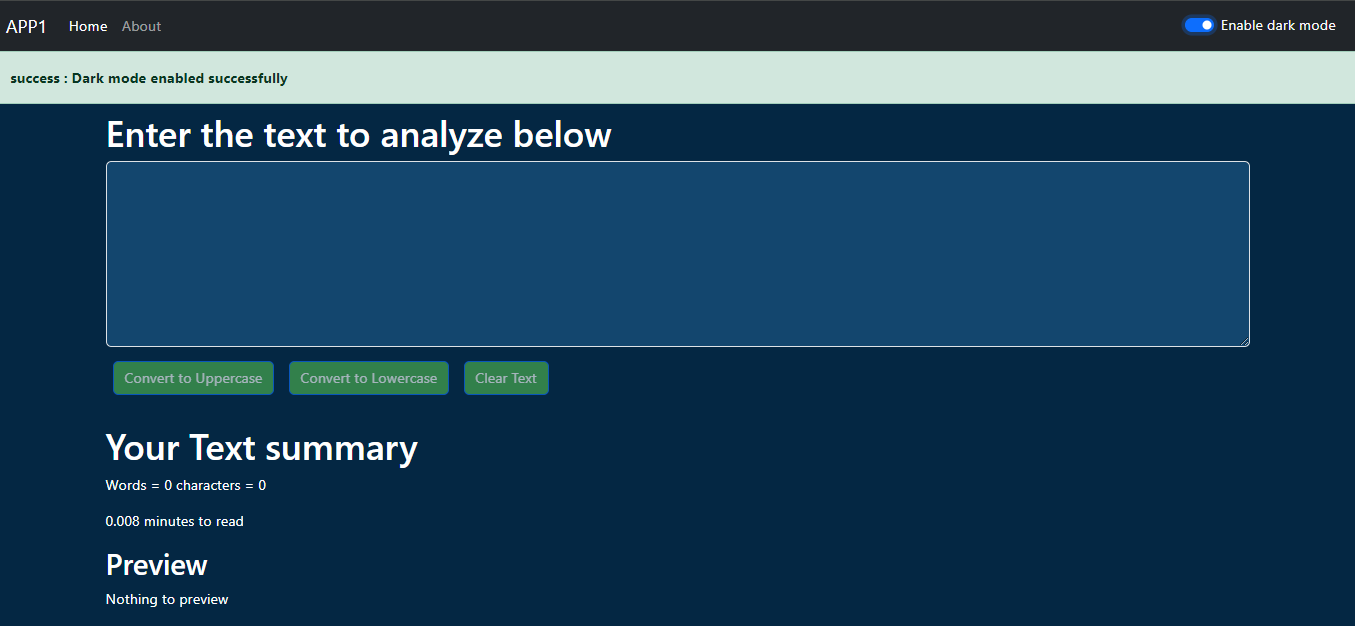 APP1 Home About Enable dark mode
success : Dark mode enabled successfully
Enter the text to analyze below
Convert to Uppercase Convert to Lowercase Clear Text
Your Text summary
Words = 0 characters = 0
0.008 minutes to read
Preview
Nothing to preview